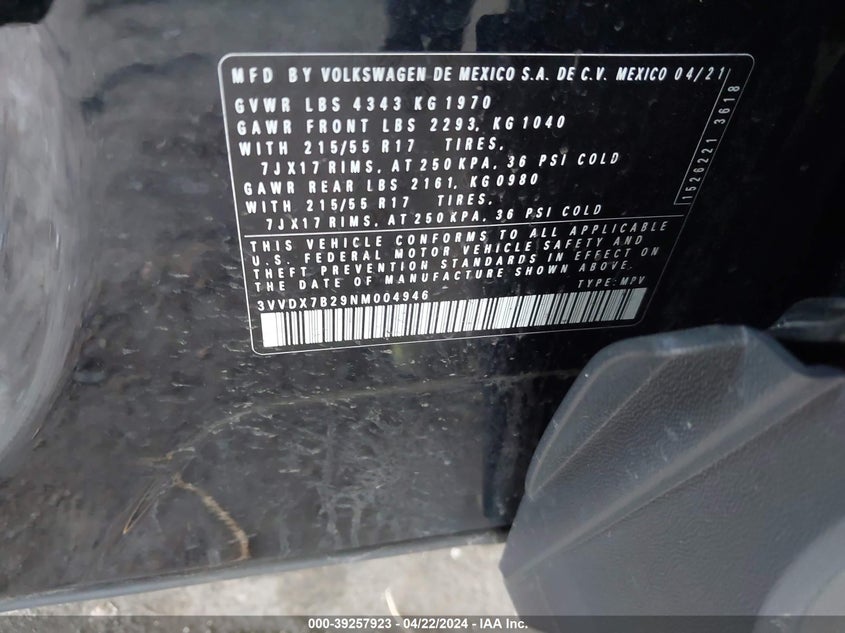 MFD BY VOLKSWAGEN DE MEXICO S.A. DE C.V. MEXICO 04/21
GVWR LBS 4343 KG 1970
GAWR FRONT LBS 2293, KG 1040
WITH 215/55 R17 TIRES,
7JX17 RIMS, AT 250 KPA, 36 PSI COLD
GAWR REAR LBS 2161, KG 0980
WITH 215/55 R17 TIRES,
7JX17 RIMS, AT 250 KPA, 36 PSI COLD
THIS VEHICLE CONFORMS TO ALL APPLICABLE
U.S. FEDERAL MOTOR VEHICLE SAFETY AND
THEFT PREVENTION STANDARDS IN EFFECT ON
THE DATE OF MANUFACTURE SHOWN ABOVE.
3VVDX7B29NM004946 TYPE: MPV
1526221 3618
000-39257923 - 04/22/2024 - IAA Inc.